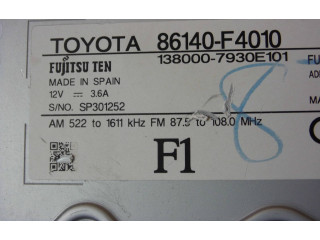 TOYOTA 86140-F4010
FUJITSU TEN 138000-7930E101 FU
MADE IN SPAIN
12V ⎓ 3.6A
S/NO. SP301252
AM 522 to 1611 kHz FM 87.5 to 108.0 MHz
F1
8